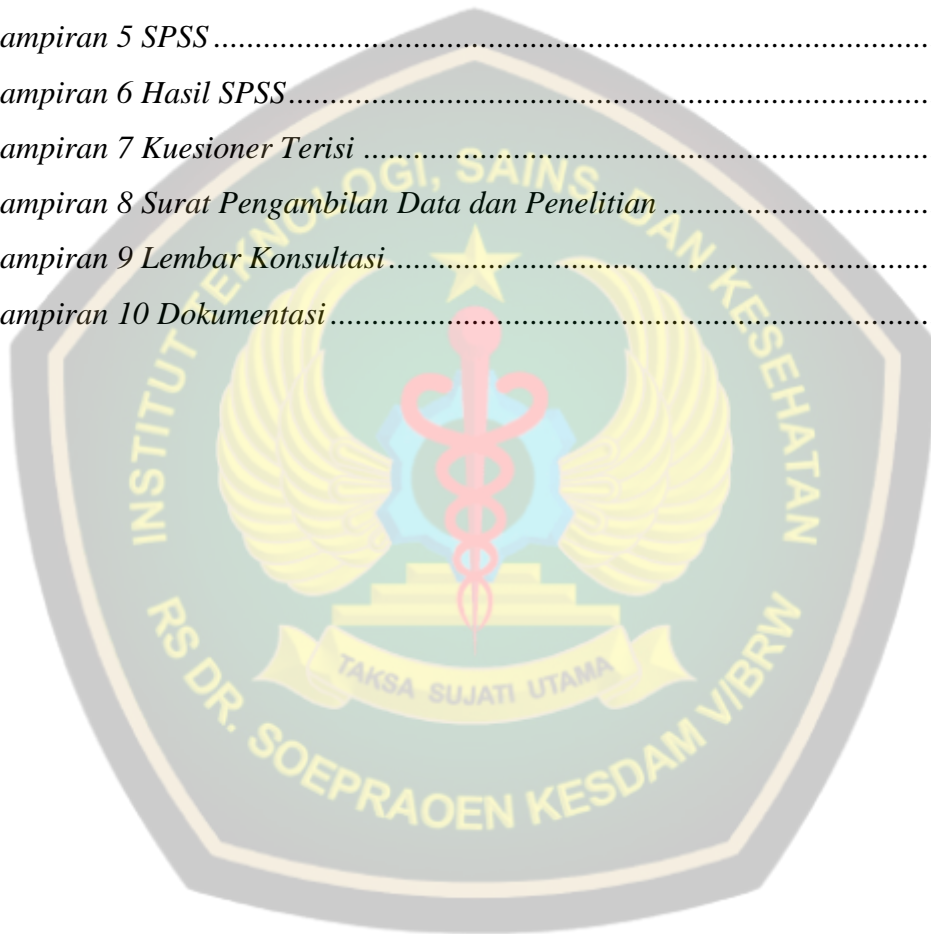 ampiran 5 SPSS ................................................................................
ampiran 6 Hasil SPSS ................................................................................
ampiran 7 Kuesioner Terisi ................................................................................
ampiran 8 Surat Pengambilan Data dan Penelitian ................................................................................
ampiran 9 Lembar Konsultasi ................................................................................
ampiran 10 Dokumentasi ................................................................................
INSTITUT TEKNOLOGI, SAINS, DAN KESEHATAN
TAKSA SUJATI UTAMA
RS DR. SOEPRAOEN KESDAM V/BRW